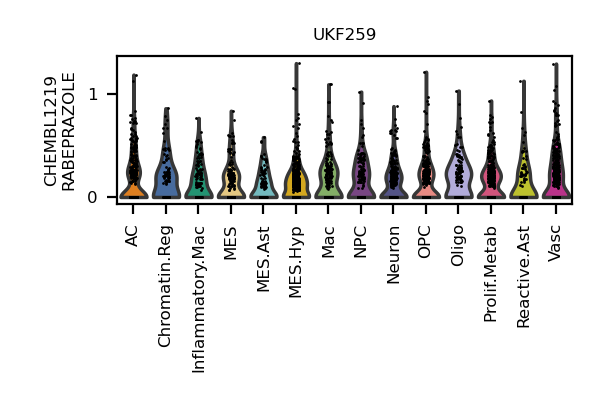 UKF259
CHEMBL1219
RABEPRAZOLE
1
0
AC
Chromatin.Reg
Inflammatory.Mac
MES
MES.Ast
MES.Hyp
Mac
NPC
Neuron
OPC
Oligo
Prolif.Metab
Reactive.Ast
Vasc